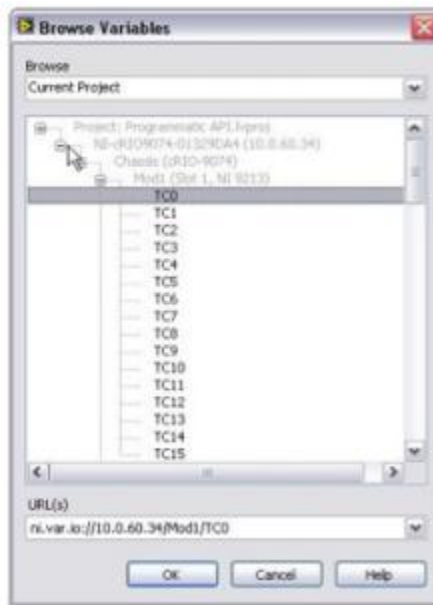 Browse Variables
Browse
Current Project
Project: Programmatic API.lvproj
NI-cRIO9074-01329DA4 (10.0.60.34)
Chassis (cRIO-9074)
Mod1 (Slot 1, NI 9213)
TC0
TC1
TC2
TC3
TC4
TC5
TC6
TC7
TC8
TC9
TC10
TC11
TC12
TC13
TC14
TC15
URL(s)
ni.var.io://10.0.60.34/Mod1/TC0
OK Cancel Help